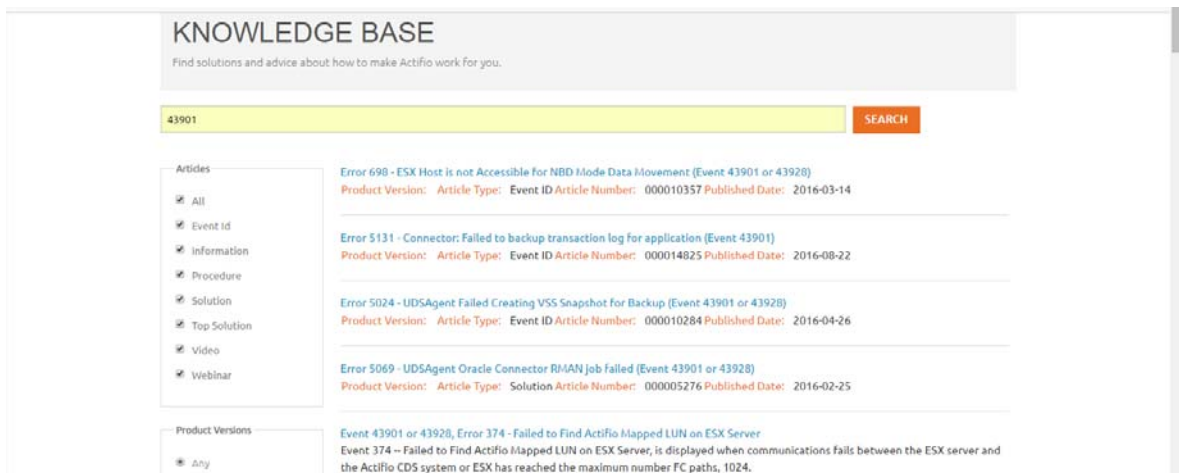 KNOWLEDGE BASE
Find solutions and advice about how to make Actifio work for you.
43901
SEARCH
Articles
All
Event Id
Information
Procedure
Solution
Top Solution
Video
Webinar
Product Versions
Any
Error 698 - ESX Host is not Accessible for NBD Mode Data Movement (Event 43901 or 43928)
Product Version: Article Type: Event ID Article Number: 000010357 Published Date: 2016-03-14
Error 5131 - Connector: Failed to backup transaction log for application (Event 43901)
Product Version: Article Type: Event ID Article Number: 000014825 Published Date: 2016-08-22
Error 5024 - UDSAgent Failed Creating VSS Snapshot for Backup (Event 43901 or 43928)
Product Version: Article Type: Event ID Article Number: 000010284 Published Date: 2016-04-26
Error 5069 - UDSAgent Oracle Connector RMAN job failed (Event 43901 or 43928)
Product Version: Article Type: Solution Article Number: 000005276 Published Date: 2016-02-25
Event 43901 or 43928, Error 374 - Failed to Find Actifio Mapped LUN on ESX Server
Event 374 -- Failed to Find Actifio Mapped LUN on ESX Server, is displayed when communications fails between the ESX server and
the Actifio CDS system or ESX has reached the maximum number FC paths, 1024.